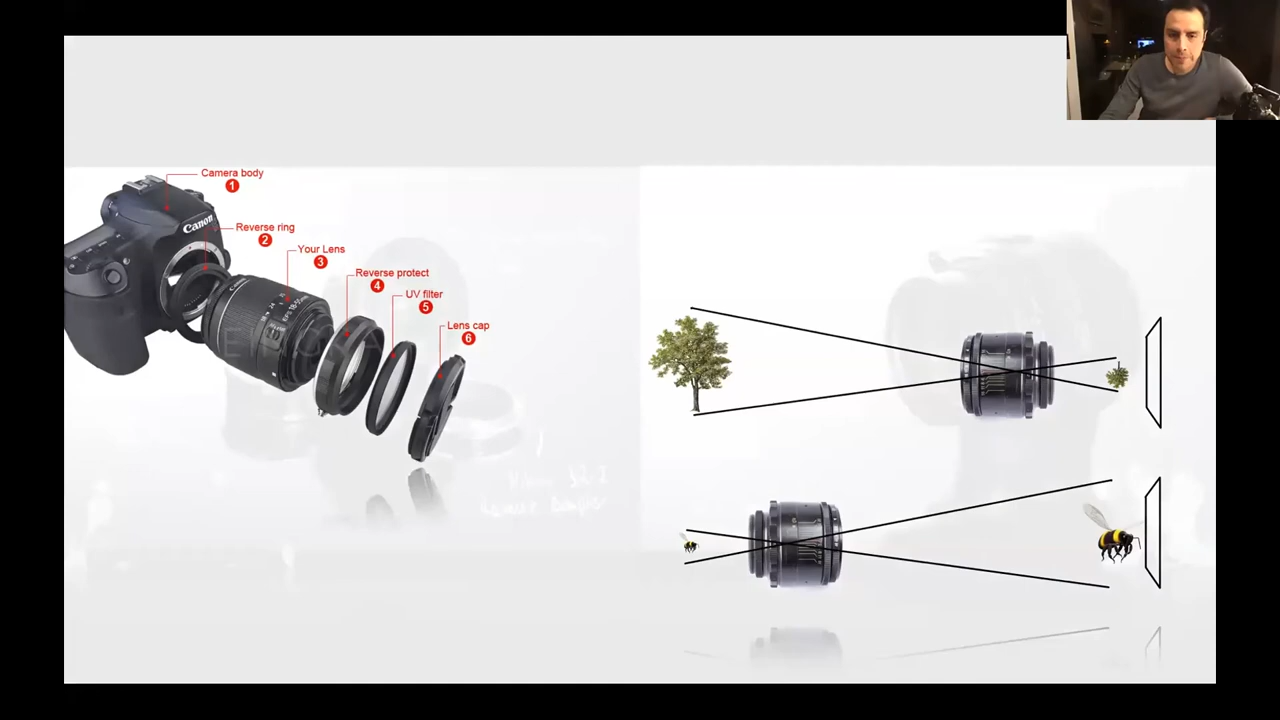 Camera body
1
Canon
Reverse ring
2
Your Lens
3
Canon
Reverse protect
4
UV filter
5
Lens cap
6